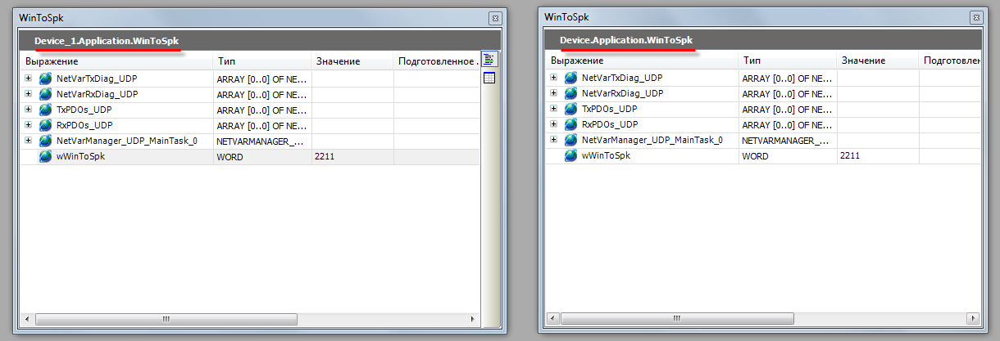 WinToSpk
Device_1.Application.WinToSpk
Выражение Тип Значение Подготовленное .
NetVarTxDiag_UDP ARRAY [0..0] OF NE...
NetVarRxDiag_UDP ARRAY [0..0] OF NE...
TxPDOs_UDP ARRAY [0..0] OF NE...
RxPDOs_UDP ARRAY [0..0] OF NE...
NetVarManager_UDP_MainTask_0 NETVARMANAGER_...
wWinToSpk WORD 2211
WinToSpk
Device.Application.WinToSpk
Выражение Тип Значение Подготовлен
NetVarTxDiag_UDP ARRAY [0..0] OF NE...
NetVarRxDiag_UDP ARRAY [0..0] OF NE...
TxPDOs_UDP ARRAY [0..0] OF NE...
RxPDOs_UDP ARRAY [0..0] OF NE...
NetVarManager_UDP_MainTask_0 NETVARMANAGER_...
wWinToSpk WORD 2211